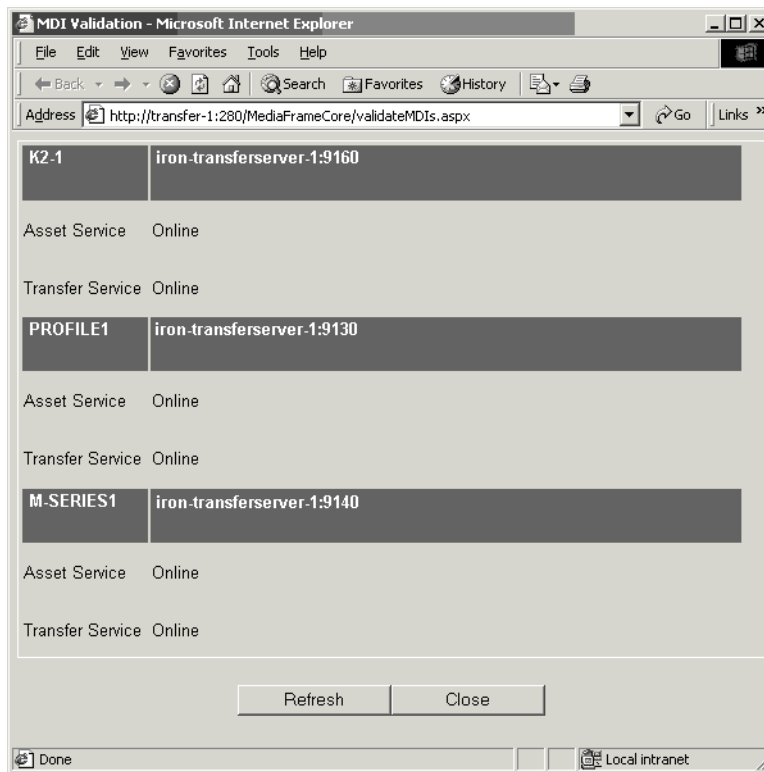 MDI Validation - Microsoft Internet Explorer
File Edit View Favorites Tools Help
Back Search Favorites History
Address http://transfer-1:280/MediaFrameCore/validateMDIs.aspx Go Links »
K2-1 iron-transferserver-1:9160
Asset Service Online
Transfer Service Online
PROFILE1 iron-transferserver-1:9130
Asset Service Online
Transfer Service Online
M-SERIES1 iron-transferserver-1:9140
Asset Service Online
Transfer Service Online
Refresh Close
Done Local intranet